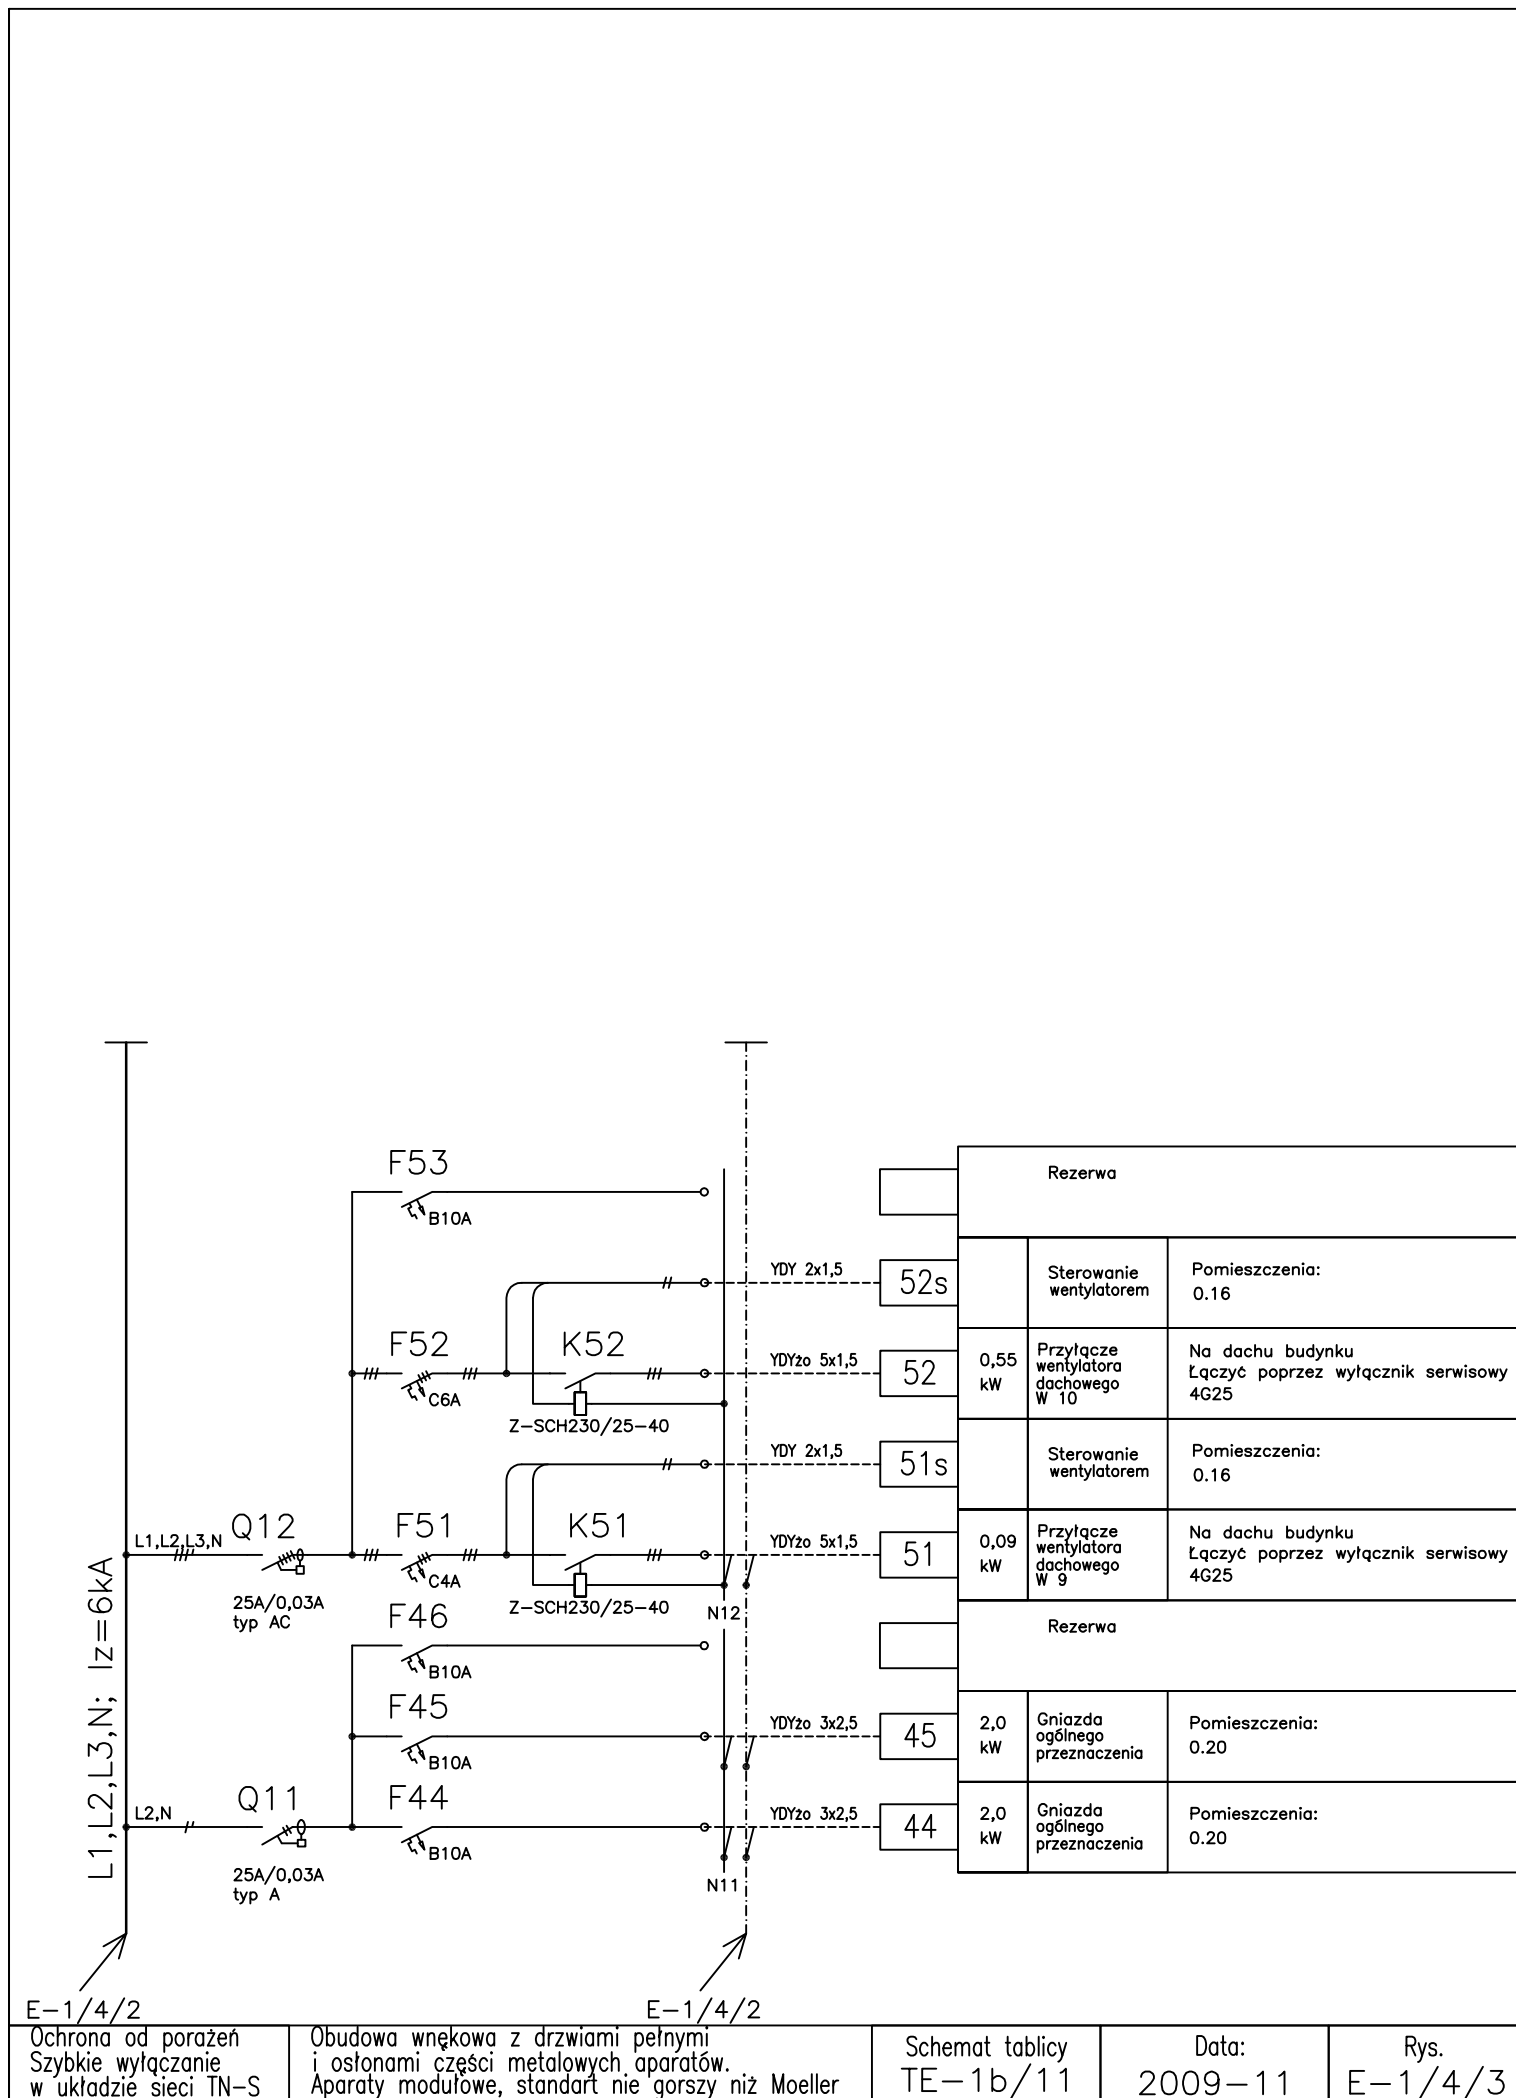 F53
B10A
Rezerwa
YDY 2x1,5
52s
Sterowanie
wentylatorem
Pomieszczenia:
0.16
F52
C6A
K52
Z-SCH230/25-40
YDYżo 5x1,5
52
0,55
kW
Przyłącze
wentylatora
dachowego
W 10
Na dachu budynku
Łączyć poprzez wyłącznik serwisowy
4G25
YDY 2x1,5
51s
Sterowanie
wentylatorem
Pomieszczenia:
0.16
L1,L2,L3,N
Q12
25A/0,03A
typ AC
F51
C4A
K51
Z-SCH230/25-40
YDYżo 5x1,5
51
0,09
kW
Przyłącze
wentylatora
dachowego
W 9
Na dachu budynku
Łączyć poprzez wyłącznik serwisowy
4G25
N12
F46
B10A
Rezerwa
L1,L2,L3,N; Iz=6kA
F45
B10A
YDYżo 3x2,5
45
2,0
kW
Gniazda
ogólnego
przeznaczenia
Pomieszczenia:
0.20
L2,N
Q11
25A/0,03A
typ A
F44
B10A
YDYżo 3x2,5
44
2,0
kW
Gniazda
ogólnego
przeznaczenia
Pomieszczenia:
0.20
N11
E-1/4/2
E-1/4/2
Ochrona od porażeń
Szybkie wyłączanie
w układzie sieci TN-S
Obudowa wnękowa z drzwiami pełnymi
i osłonami części metalowych aparatów.
Aparaty modułowe, standart nie gorszy niż Moeller
Schemat tablicy
TE-1b/11
Data:
2009-11
Rys.
E-1/4/3